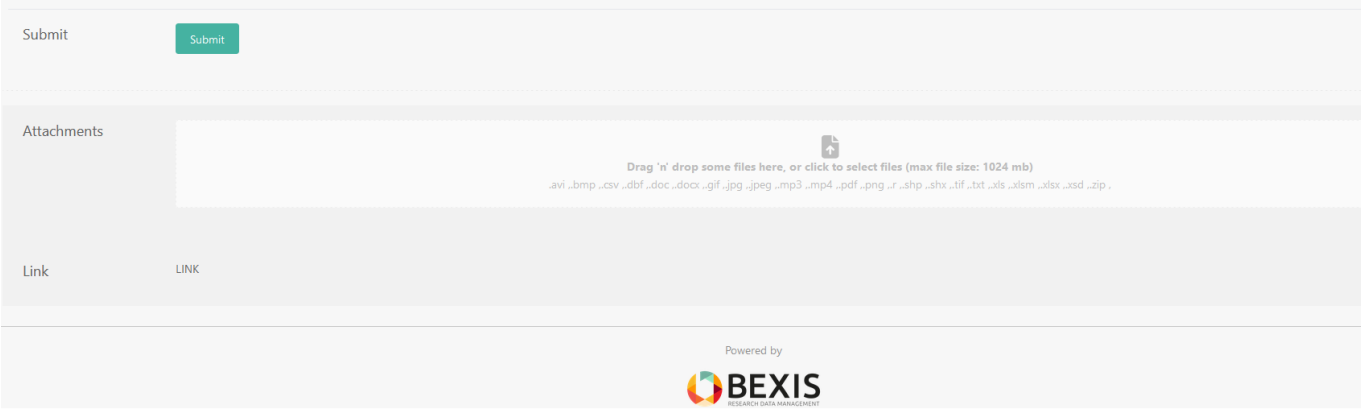 Submit
Submit
Attachments
Drag 'n' drop some files here, or click to select files (max file size: 1024 mb)
.avi ,.bmp ,.csv ,.dbf ,.doc ,.docx ,.gif ,.jpg ,.jpeg ,.mp3 ,.mp4 ,.pdf ,.png ,.r ,.shp ,.shx ,.tif ,.txt ,.xls ,.xlsm ,.xlsx ,.xsd ,.zip ,
Link
LINK
Powered by
BEXIS
RESEARCH DATA MANAGEMENT